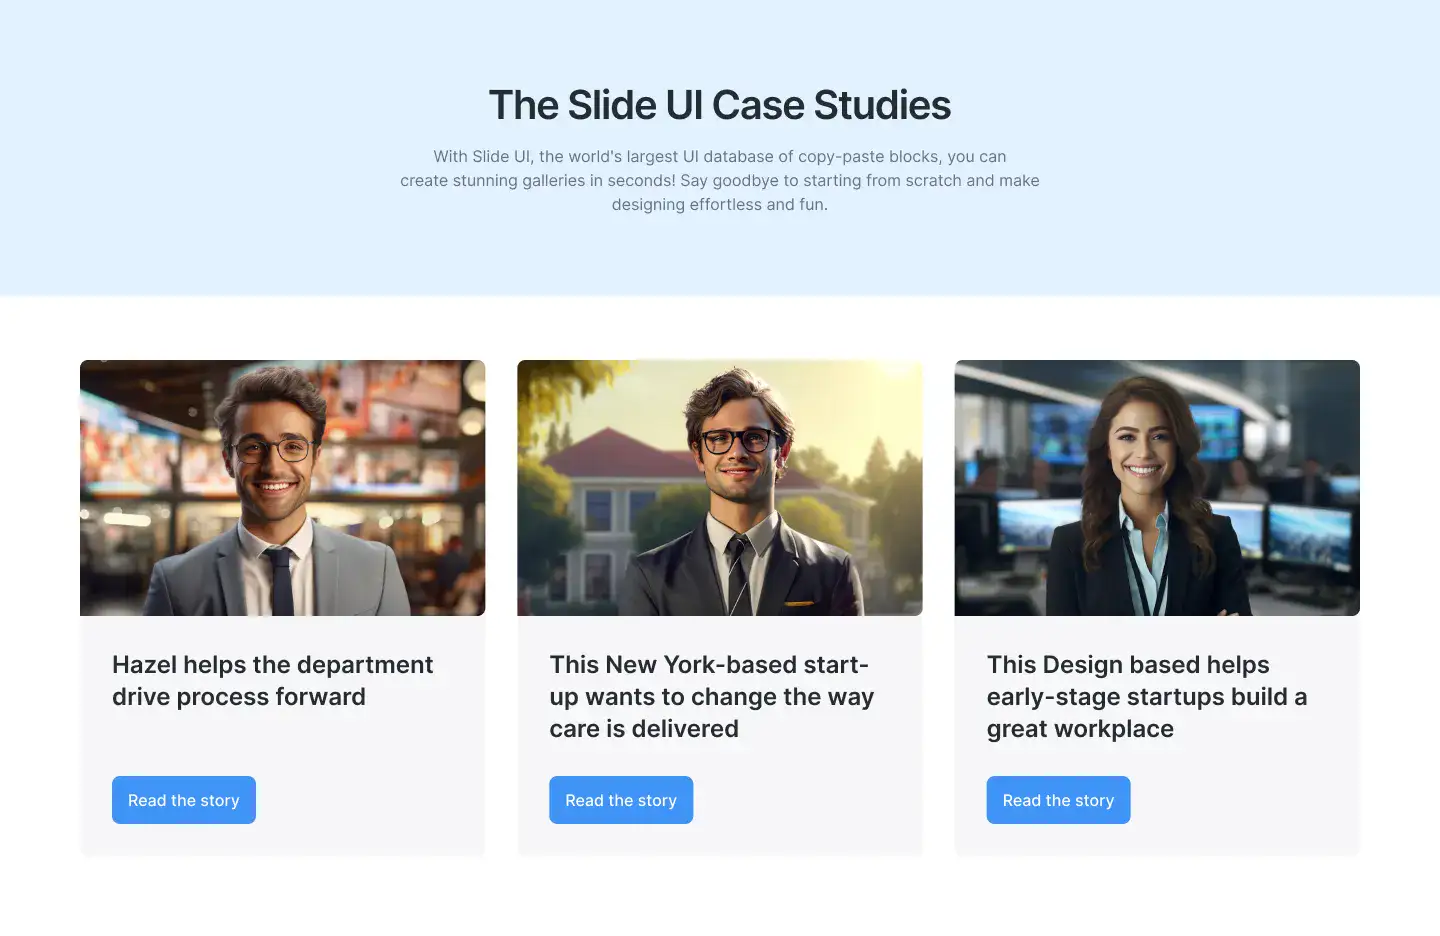 The Slide UI Case Studies
With Slide UI, the world's largest UI database of copy-paste blocks, you can
create stunning galleries in seconds! Say goodbye to starting from scratch and make
designing effortless and fun.
Hazel helps the department
drive process forward
Read the story
This New York-based start-
up wants to change the way
care is delivered
Read the story
This Design based helps
early-stage startups build a
great workplace
Read the story